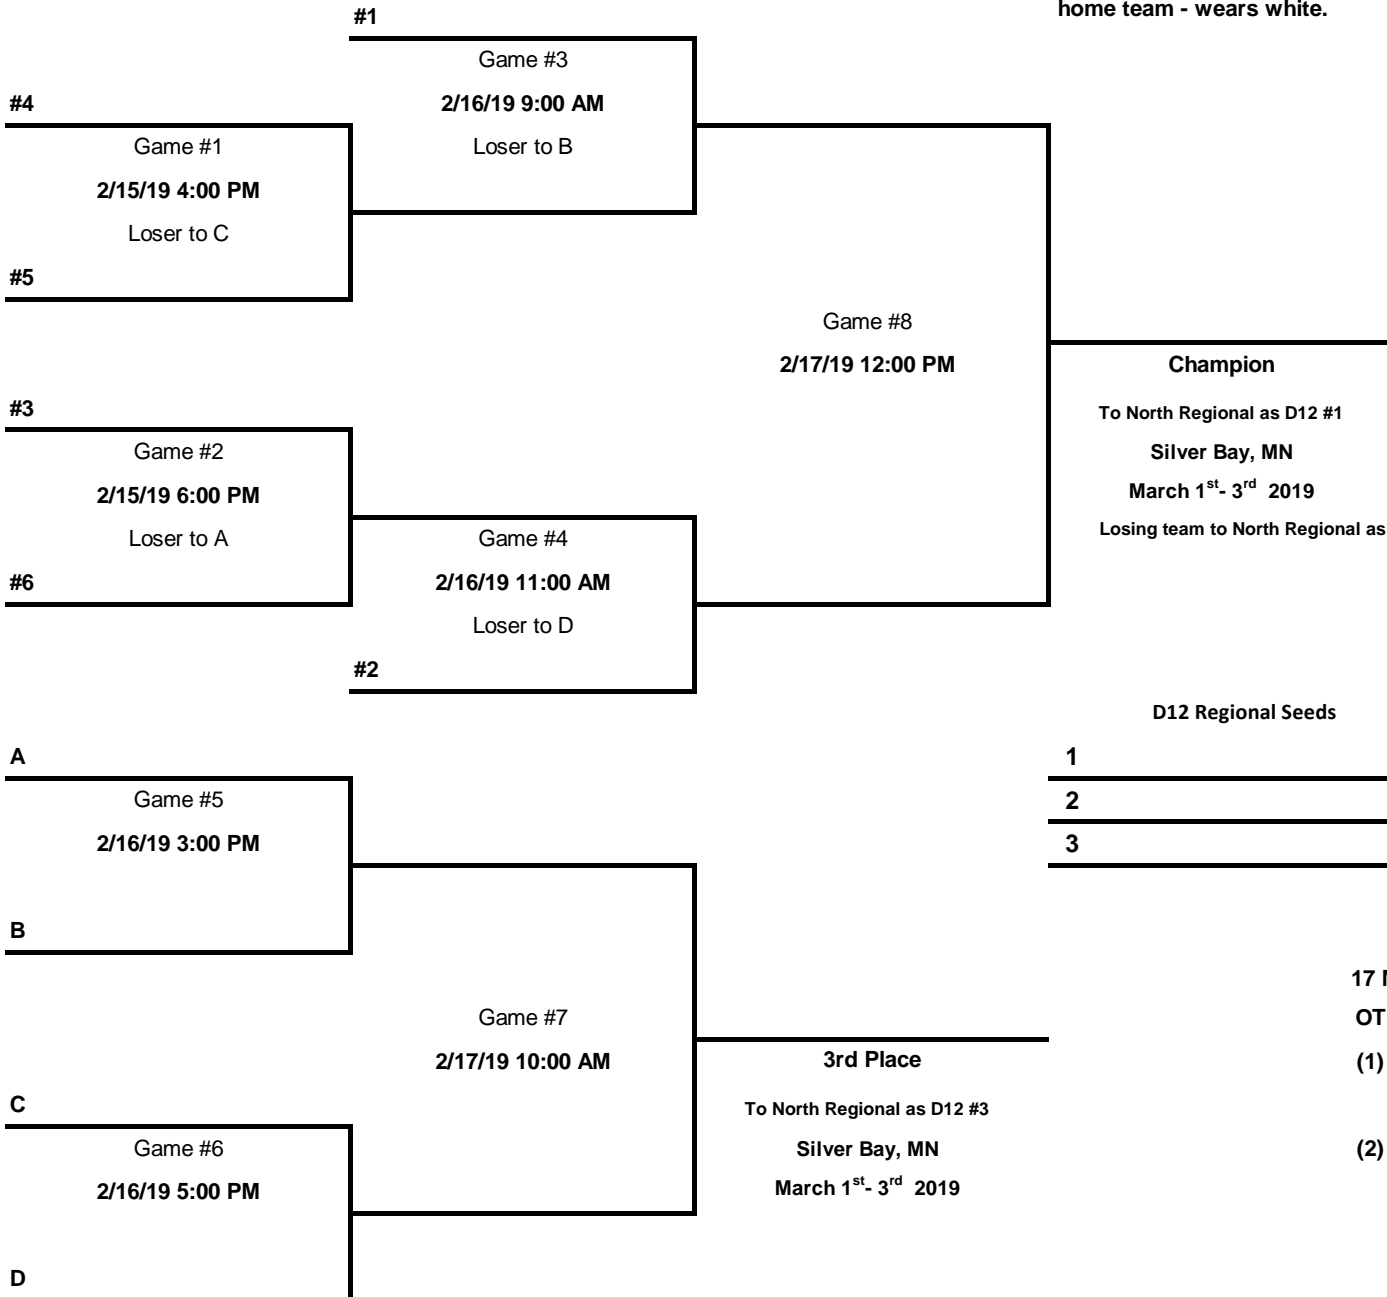 home team - wears white.
#1
Game #3
2/16/19 9:00 AM
Loser to B
#4
Game #1
2/15/19 4:00 PM
Loser to C
#5
Game #8
2/17/19 12:00 PM
Champion
To North Regional as D12 #1
Silver Bay, MN
March 1st- 3rd 2019
Losing team to North Regional as
#3
Game #2
2/15/19 6:00 PM
Loser to A
#6
Game #4
2/16/19 11:00 AM
Loser to D
#2
D12 Regional Seeds
1
2
3
A
Game #5
2/16/19 3:00 PM
B
Game #7
2/17/19 10:00 AM
3rd Place
To North Regional as D12 #3
Silver Bay, MN
March 1st- 3rd 2019
C
Game #6
2/16/19 5:00 PM
D
17
OT
(1)
(2)